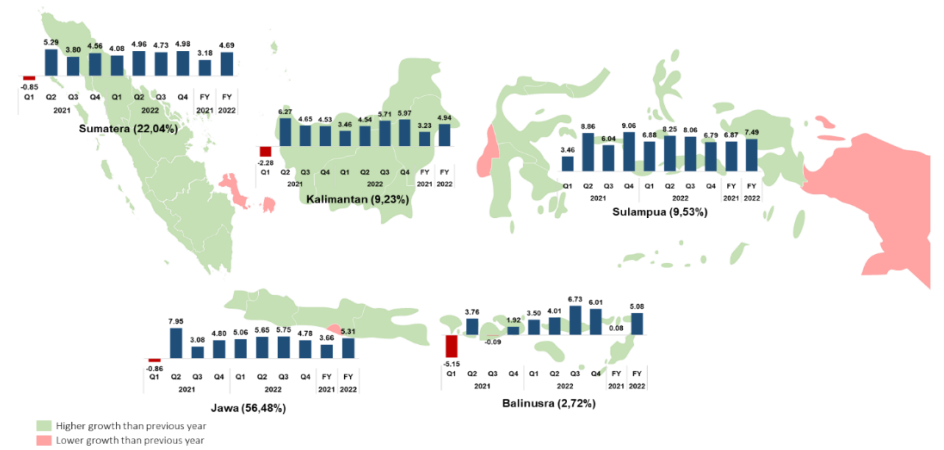 5.29 3.80 4.56 4.08 4.96 4.73 4.98 3.18 4.69
-0.85
Q1 Q2 Q3 Q4 Q1 Q2 Q3 Q4 FY FY
2021 2022 2021 2022
Sumatera (22,04%)
6.27 4.65 4.53 3.46 4.54 5.71 5.97 3.23 4.94
-2.28
Q1 Q2 Q3 Q4 Q1 Q2 Q3 Q4 FY FY
2021 2022 2021 2022
Kalimantan (9,23%)
3.46 8.86 6.04 9.06 6.88 8.25 8.06 6.79 6.87 7.49
Q1 Q2 Q3 Q4 Q1 Q2 Q3 Q4 FY FY
2021 2022 2021 2022
Sulampua (9,53%)
7.95 3.08 4.80 5.06 5.65 5.75 4.78 3.66 5.31
-0.86
Q1 Q2 Q3 Q4 Q1 Q2 Q3 Q4 FY FY
2021 2022 2021 2022
Jawa (56,48%)
3.76 -0.09 1.92 3.50 4.01 6.73 6.01 0.08 5.08
-5.15
Q1 Q2 Q3 Q4 Q1 Q2 Q3 Q4 FY FY
2021 2022 2021 2022
Balinusra (2,72%)
Higher growth than previous year
Lower growth than previous year